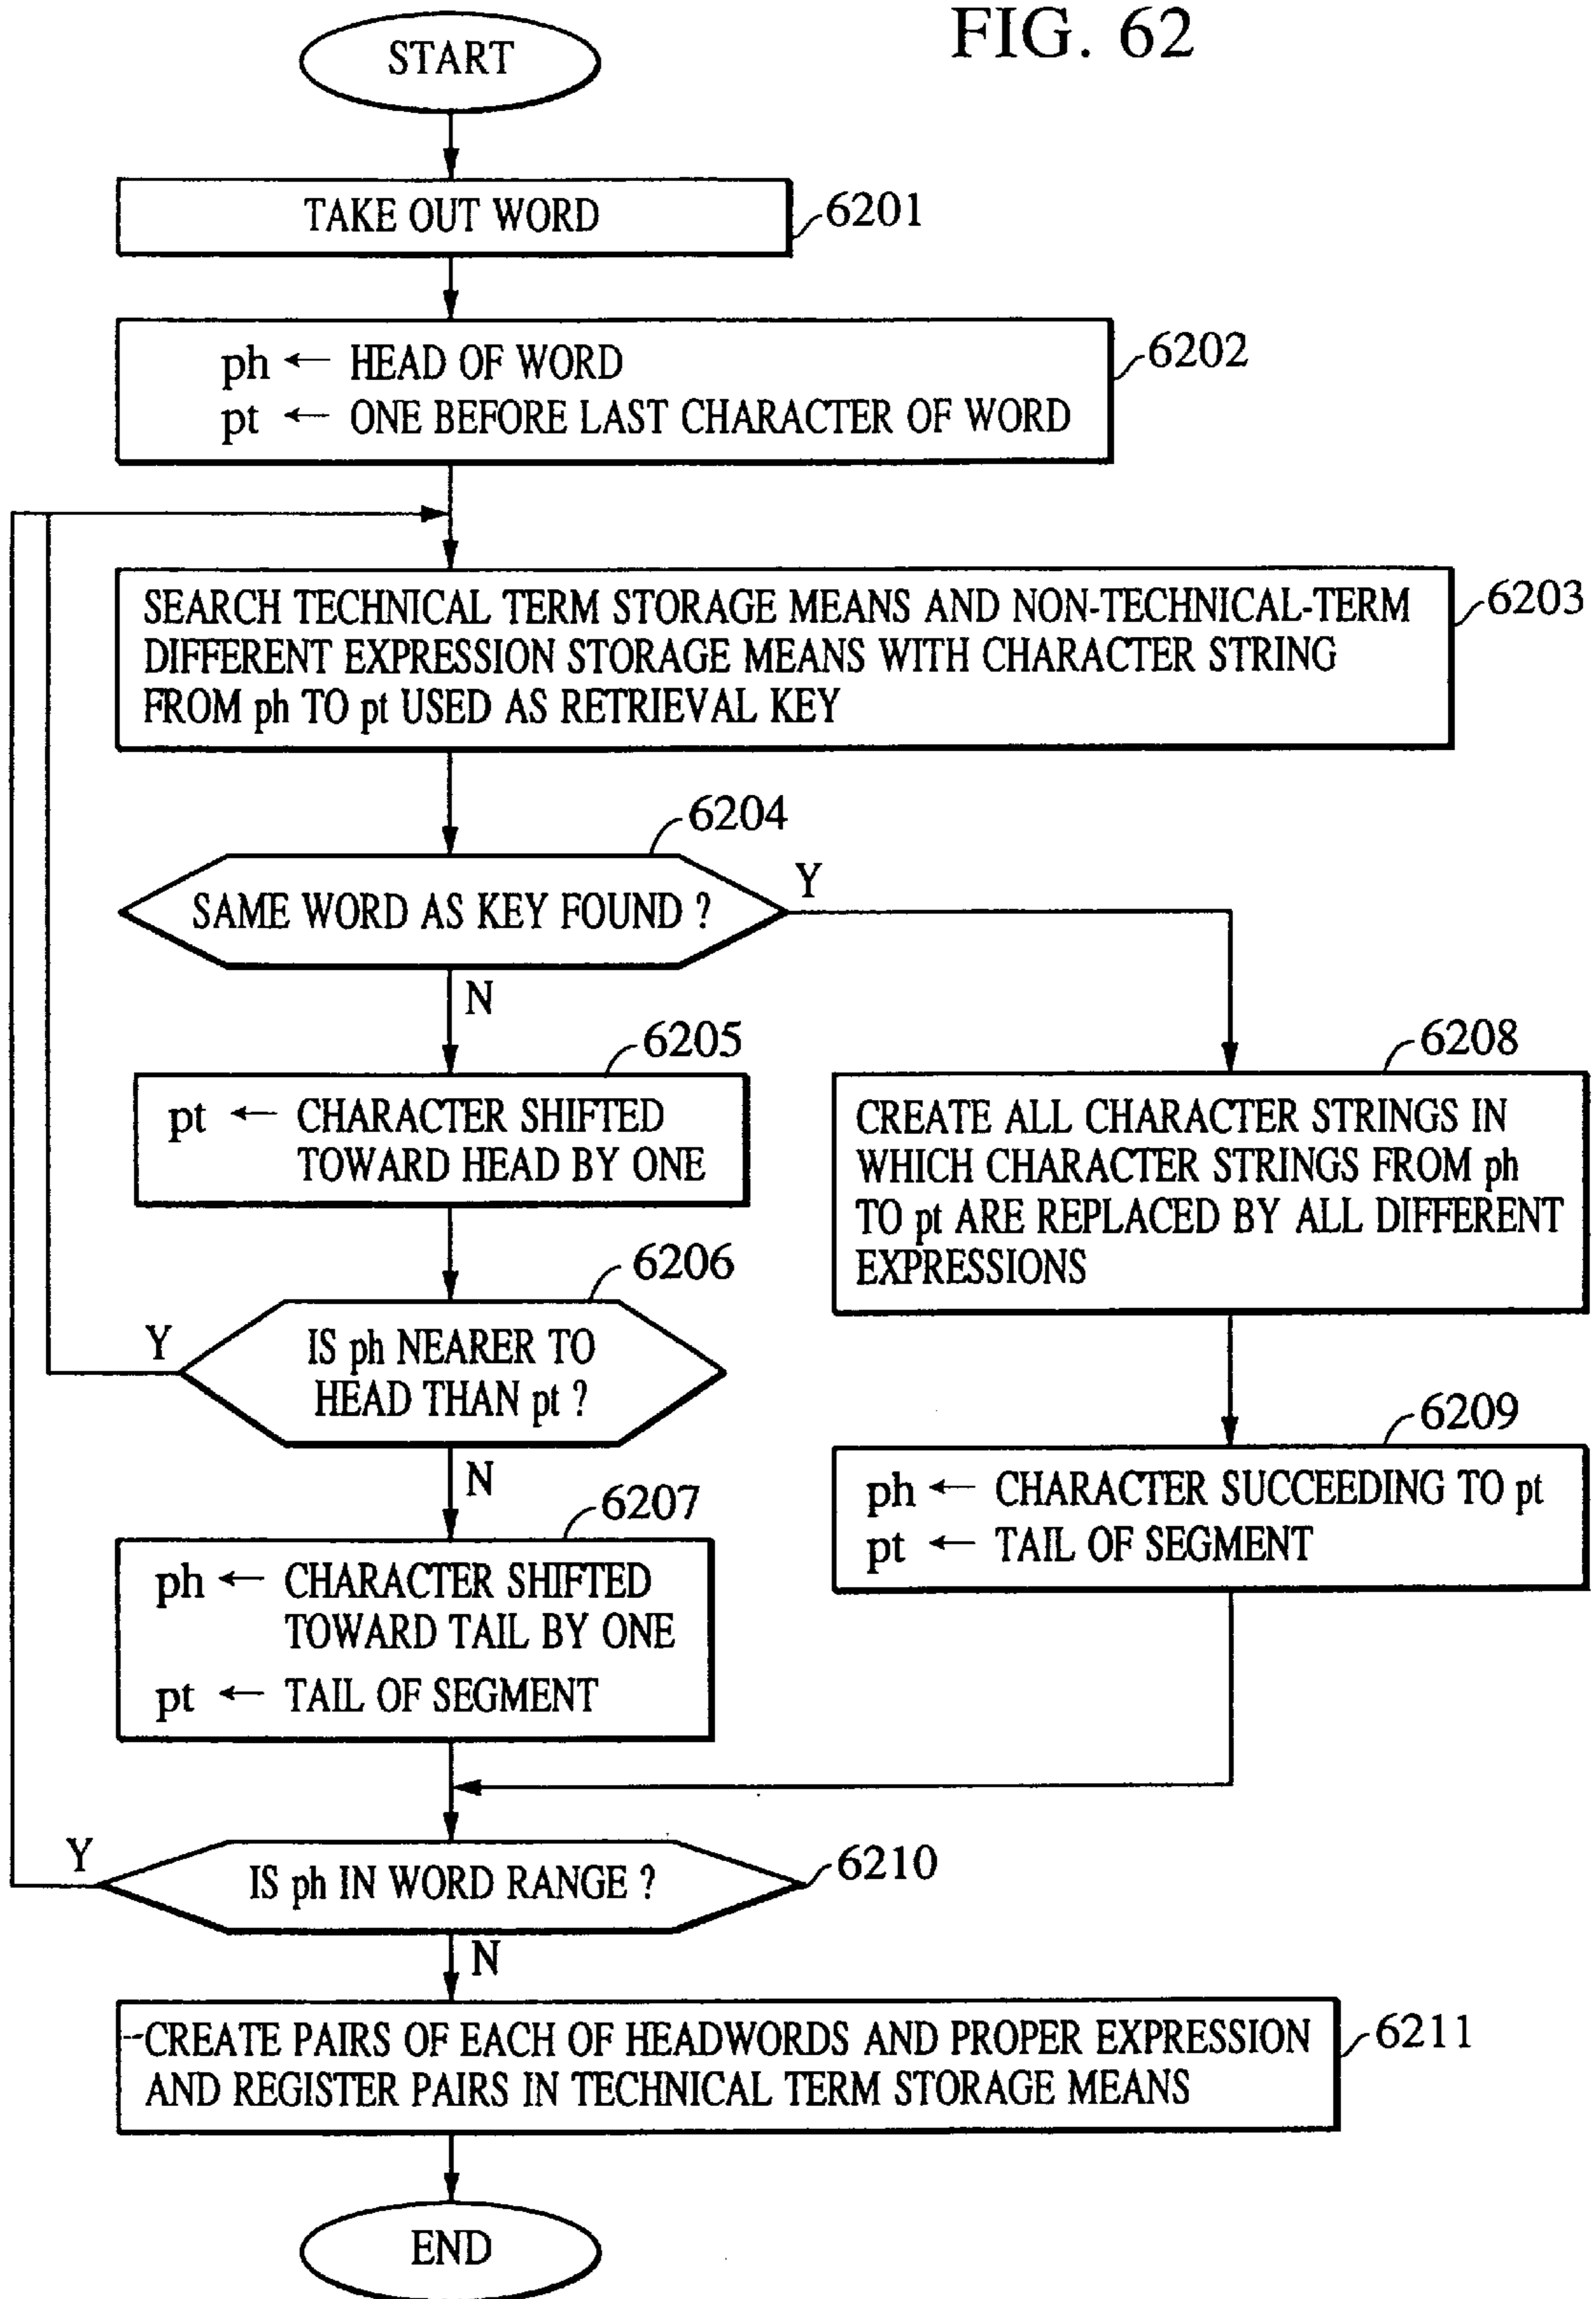 FIG. 62
START
TAKE OUT WORD
6201
6202
ph ← HEAD OF WORD
pt ← ONE BEFORE LAST CHARACTER OF WORD
6203
SEARCH TECHNICAL TERM STORAGE MEANS AND NON-TECHNICAL-TERM
DIFFERENT EXPRESSION STORAGE MEANS WITH CHARACTER STRING
FROM ph TO pt USED AS RETRIEVAL KEY
6204
SAME WORD AS KEY FOUND ?
Y
N
6205
pt ← CHARACTER SHIFTED
TOWARD HEAD BY ONE
6206
IS ph NEARER TO
HEAD THAN pt ?
Y
N
6207
ph ← CHARACTER SHIFTED
TOWARD TAIL BY ONE
pt ← TAIL OF SEGMENT
6208
CREATE ALL CHARACTER STRINGS IN
WHICH CHARACTER STRINGS FROM ph
TO pt ARE REPLACED BY ALL DIFFERENT
EXPRESSIONS
6209
ph ← CHARACTER SUCCEEDING TO pt
pt ← TAIL OF SEGMENT
6210
IS ph IN WORD RANGE ?
Y
N
6211
CREATE PAIRS OF EACH OF HEADWORDS AND PROPER EXPRESSION
AND REGISTER PAIRS IN TECHNICAL TERM STORAGE MEANS
END